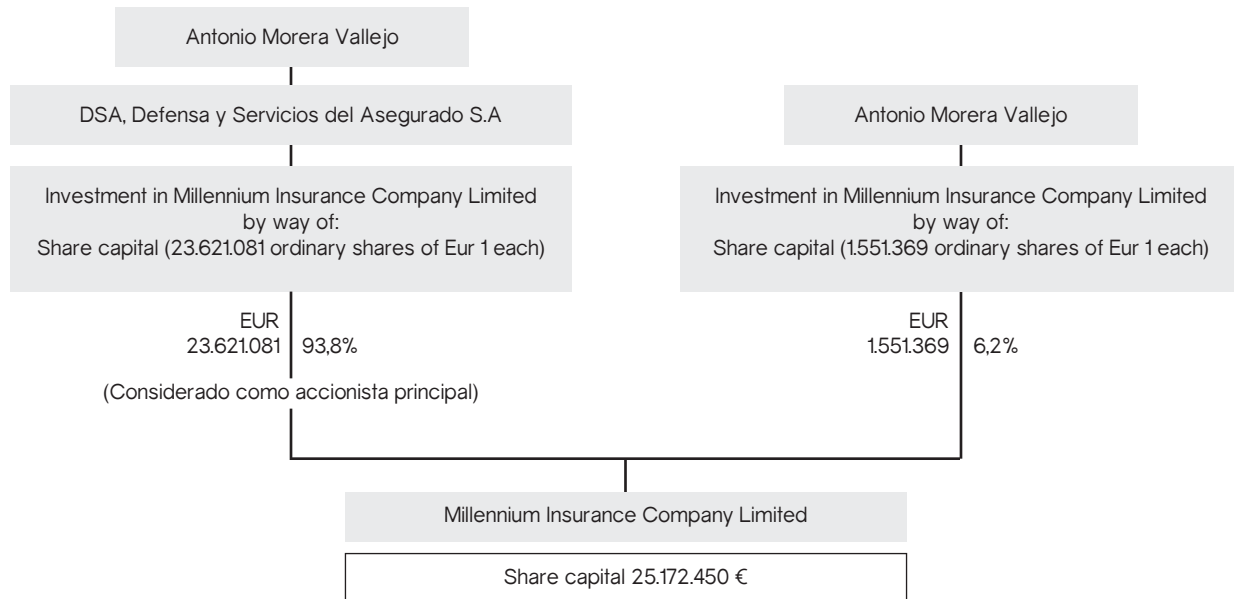 Antonio Morera Vallejo
DSA, Defensa y Servicios del Asegurado S.A
Investment in Millennium Insurance Company Limited
by way of:
Share capital (23.621.081 ordinary shares of Eur 1 each)
EUR
23.621.081 93,8%
(Considerado como accionista principal)
Antonio Morera Vallejo
Investment in Millennium Insurance Company Limited
by way of:
Share capital (1.551.369 ordinary shares of Eur 1 each)
EUR
1.551.369 6,2%
Millennium Insurance Company Limited
Share capital 25.172.450 €